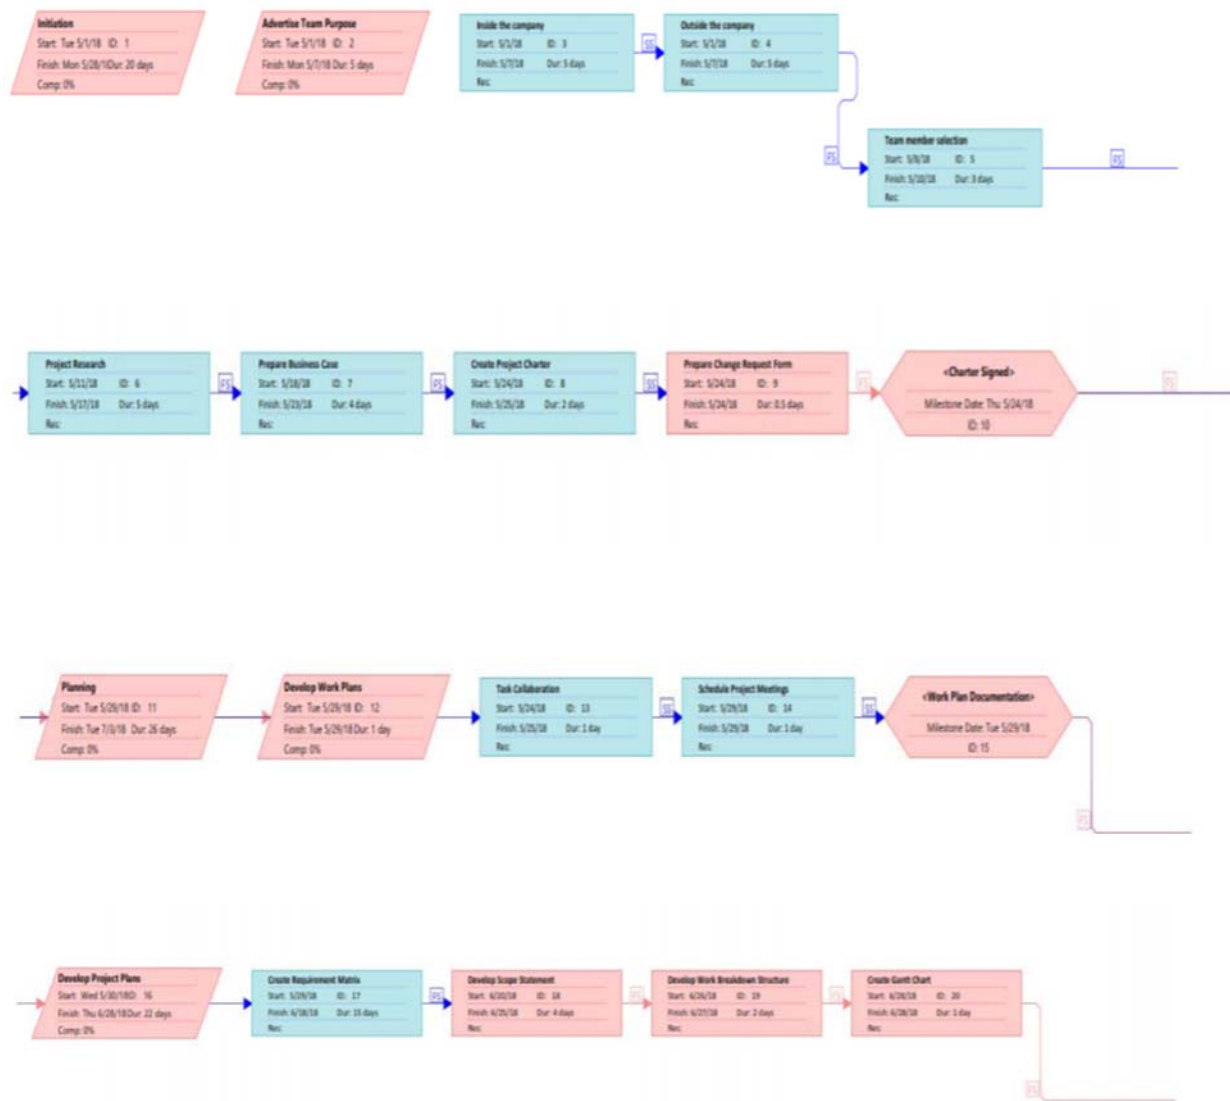 Initiation
Start: Tue 5/1/18 ID: 1
Finish: Mon 5/28/1 Dur: 20 days
Comp: 0%
Advertise Team Purpose
Start: Tue 5/1/18 ID: 2
Finish: Mon 5/7/18 Dur: 5 days
Comp: 0%
Inside the company
Start: 5/1/18 ID: 3
Finish: 5/7/18 Dur: 5 days
Res:
SS
Outside the company
Start: 5/1/18 ID: 4
Finish: 5/7/18 Dur: 5 days
Res:
FS
Team member selection
Start: 5/8/18 ID: 5
Finish: 5/10/18 Dur: 3 days
Res:
FS
Project Research
Start: 5/11/18 ID: 6
Finish: 5/17/18 Dur: 5 days
Res:
FS
Prepare Business Case
Start: 5/18/18 ID: 7
Finish: 5/23/18 Dur: 4 days
Res:
FS
Create Project Charter
Start: 5/24/18 ID: 8
Finish: 5/25/18 Dur: 2 days
Res:
SS
Prepare Change Request Form
Start: 5/24/18 ID: 9
Finish: 5/24/18 Dur: 0.5 days
Res:
FS
<Charter Signed>
Milestone Date: Thu 5/24/18
ID: 10
FS
Planning
Start: Tue 5/29/18 ID: 11
Finish: Tue 7/3/18 Dur: 26 days
Comp: 0%
Develop Work Plans
Start: Tue 5/29/18 ID: 12
Finish: Tue 5/29/18 Dur: 1 day
Comp: 0%
Task Collaboration
Start: 5/24/18 ID: 13
Finish: 5/25/18 Dur: 1 day
Res:
SS
Schedule Project Meetings
Start: 5/29/18 ID: 14
Finish: 5/29/18 Dur: 1 day
Res:
SS
<Work Plan Documentation>
Milestone Date: Tue 5/29/18
ID: 15
FS
Develop Project Plans
Start: Wed 5/30/18 ID: 16
Finish: Thu 6/28/18 Dur: 22 days
Comp: 0%
Create Requirement Matrix
Start: 5/29/18 ID: 17
Finish: 6/18/18 Dur: 15 days
Res:
FS
Develop Scope Statement
Start: 6/20/18 ID: 18
Finish: 6/25/18 Dur: 4 days
Res:
FS
Develop Work Breakdown Structure
Start: 6/26/18 ID: 19
Finish: 6/27/18 Dur: 2 days
Res:
FS
Create Gantt Chart
Start: 6/28/18 ID: 20
Finish: 6/28/18 Dur: 1 day
Res:
FS